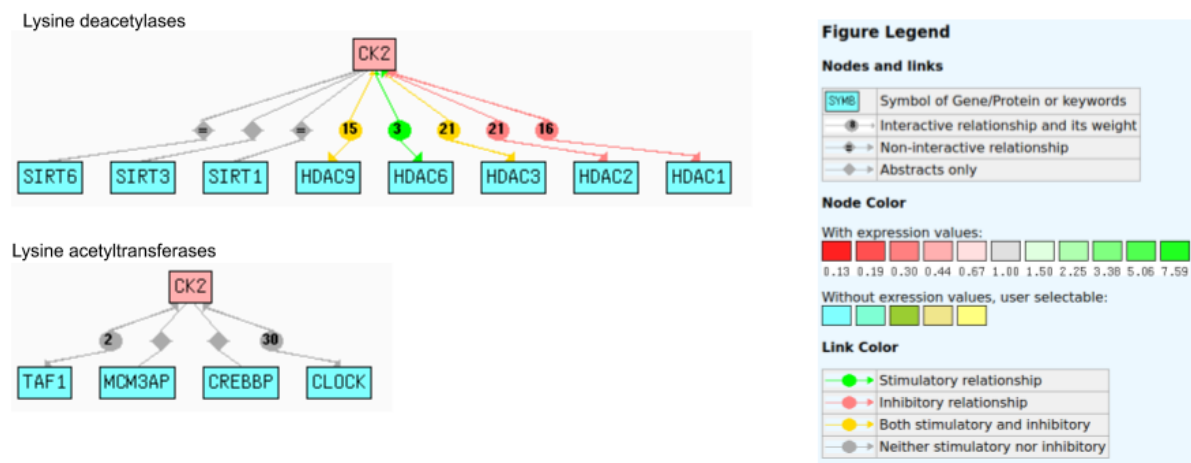 Lysine deacetylases
CK2
= = 15 3 21 21 16
SIRT6 SIRT3 SIRT1 HDAC9 HDAC6 HDAC3 HDAC2 HDAC1
Lysine acetyltransferases
CK2
2 30
TAF1 MCM3AP CREBBP CLOCK
Figure Legend
Nodes and links
SYMB Symbol of Gene/Protein or keywords
# Interactive relationship and its weight
= Non-interactive relationship
Abstracts only
Node Color
With expression values:
0.13 0.19 0.30 0.44 0.67 1.00 1.50 2.25 3.38 5.06 7.59
Without exression values, user selectable:
Link Color
Stimulatory relationship
Inhibitory relationship
Both stimulatory and inhibitory
Neither stimulatory nor inhibitory